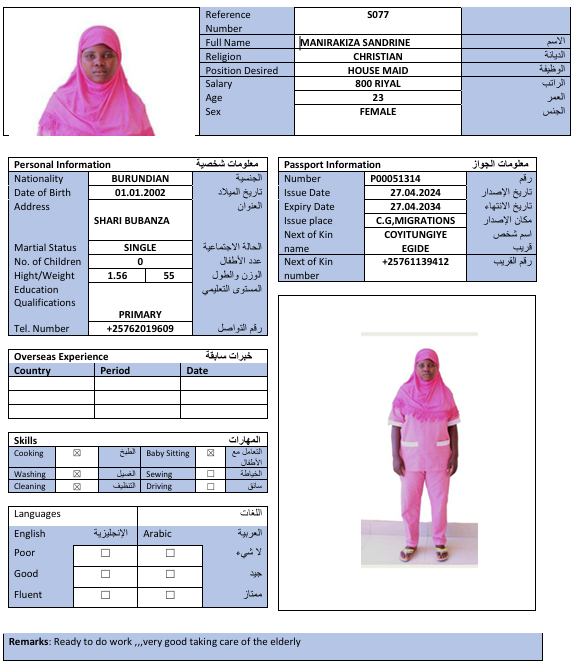 Reference Number S077
Full Name MANIRAKIZA SANDRINE الاسم
Religion CHRISTIAN الديانة
Position Desired HOUSE MAID الوظيفة
Salary 800 RIYAL الراتب
Age 23 العمر
Sex FEMALE الجنس
Personal Information معلومات شخصية
Nationality BURUNDIAN الجنسية
Date of Birth 01.01.2002 تاريخ الميلاد
Address SHARI BUBANZA العنوان
Martial Status SINGLE الحالة الاجتماعية
No. of Children 0 عدد الأطفال
Hight/Weight 1.56 55 الوزن والطول
Education Qualifications PRIMARY المستوى التعليمي
Tel. Number +25762019609 رقم التواصل
Passport Information معلومات الجواز
Number P00051314 رقم
Issue Date 27.04.2024 تاريخ الإصدار
Expiry Date 27.04.2034 تاريخ الانتهاء
Issue place C.G,MIGRATIONS مكان الإصدار
Next of Kin name COYITUNGIYE EGIDE اسم شخص قريب
Next of Kin number +25761139412 رقم القريب
Overseas Experience خبرات سابقة
Country Period Date
Skills المهارات
Cooking ☒ الطبخ Baby Sitting ☒ التعامل مع الأطفال
Washing ☒ الغسيل Sewing ☐ الخياطة
Cleaning ☒ التنظيف Driving ☐ سائق
Languages اللغات
English الإنجليزية Arabic العربية
Poor ☐ ☐ لا شيء
Good ☐ ☐ جيد
Fluent ☐ ☐ ممتاز
Remarks: Ready to do work ,,,very good taking care of the elderly